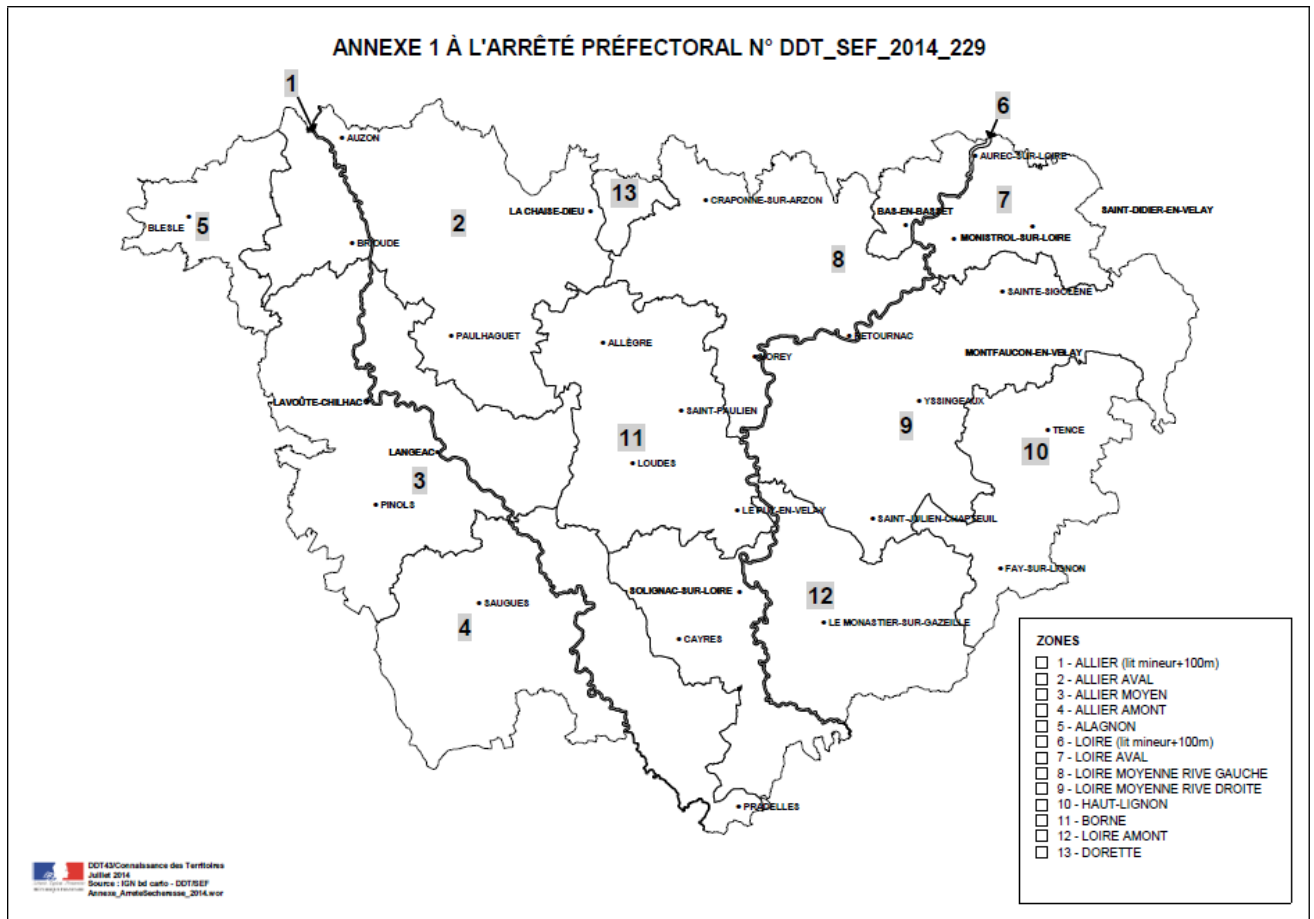 ANNEXE 1 À L'ARRÊTÉ PRÉFECTORAL N° DDT_SEF_2014_229
1
6
AUZON
AUREC-SUR-LOIRE
13
7
CRAPONNE-SUR-ARZON
LA CHAISE-DIEU
BAS-EN-BASSET
SAINT-DIDIER-EN-VELAY
2
5
BLESLE
MONISTROL-SUR-LOIRE
BRIOUDE
8
SAINTE-SIGOLÈNE
PAULHAGUET
ALLÈGRE
RETOURNAC
VOREY
MONTFAUCON-EN-VELAY
LAVOÛTE-CHILHAC
YSSINGEAUX
SAINT-PAULIEN
9
TENCE
11
10
LANGEAC
LOUDES
3
PINOLS
LE PUY-EN-VELAY
SAINT-JULIEN-CHAPTEUIL
FAY-SUR-LIGNON
SOLIGNAC-SUR-LOIRE
12
SAUGUES
4
LE MONASTIER-SUR-GAZEILLE
CAYRES
PRADELLES
ZONES
1 - ALLIER (lit mineur+100m)
2 - ALLIER AVAL
3 - ALLIER MOYEN
4 - ALLIER AMONT
5 - ALAGNON
6 - LOIRE (lit mineur+100m)
7 - LOIRE AVAL
8 - LOIRE MOYENNE RIVE GAUCHE
9 - LOIRE MOYENNE RIVE DROITE
10 - HAUT-LIGNON
11 - BORNE
12 - LOIRE AMONT
13 - DORETTE
DDT43/Connaissance des Territoires
Juillet 2014
Source : IGN bd carto - DDT/SEF
Annexe_ArreteSecheresse_2014.wor